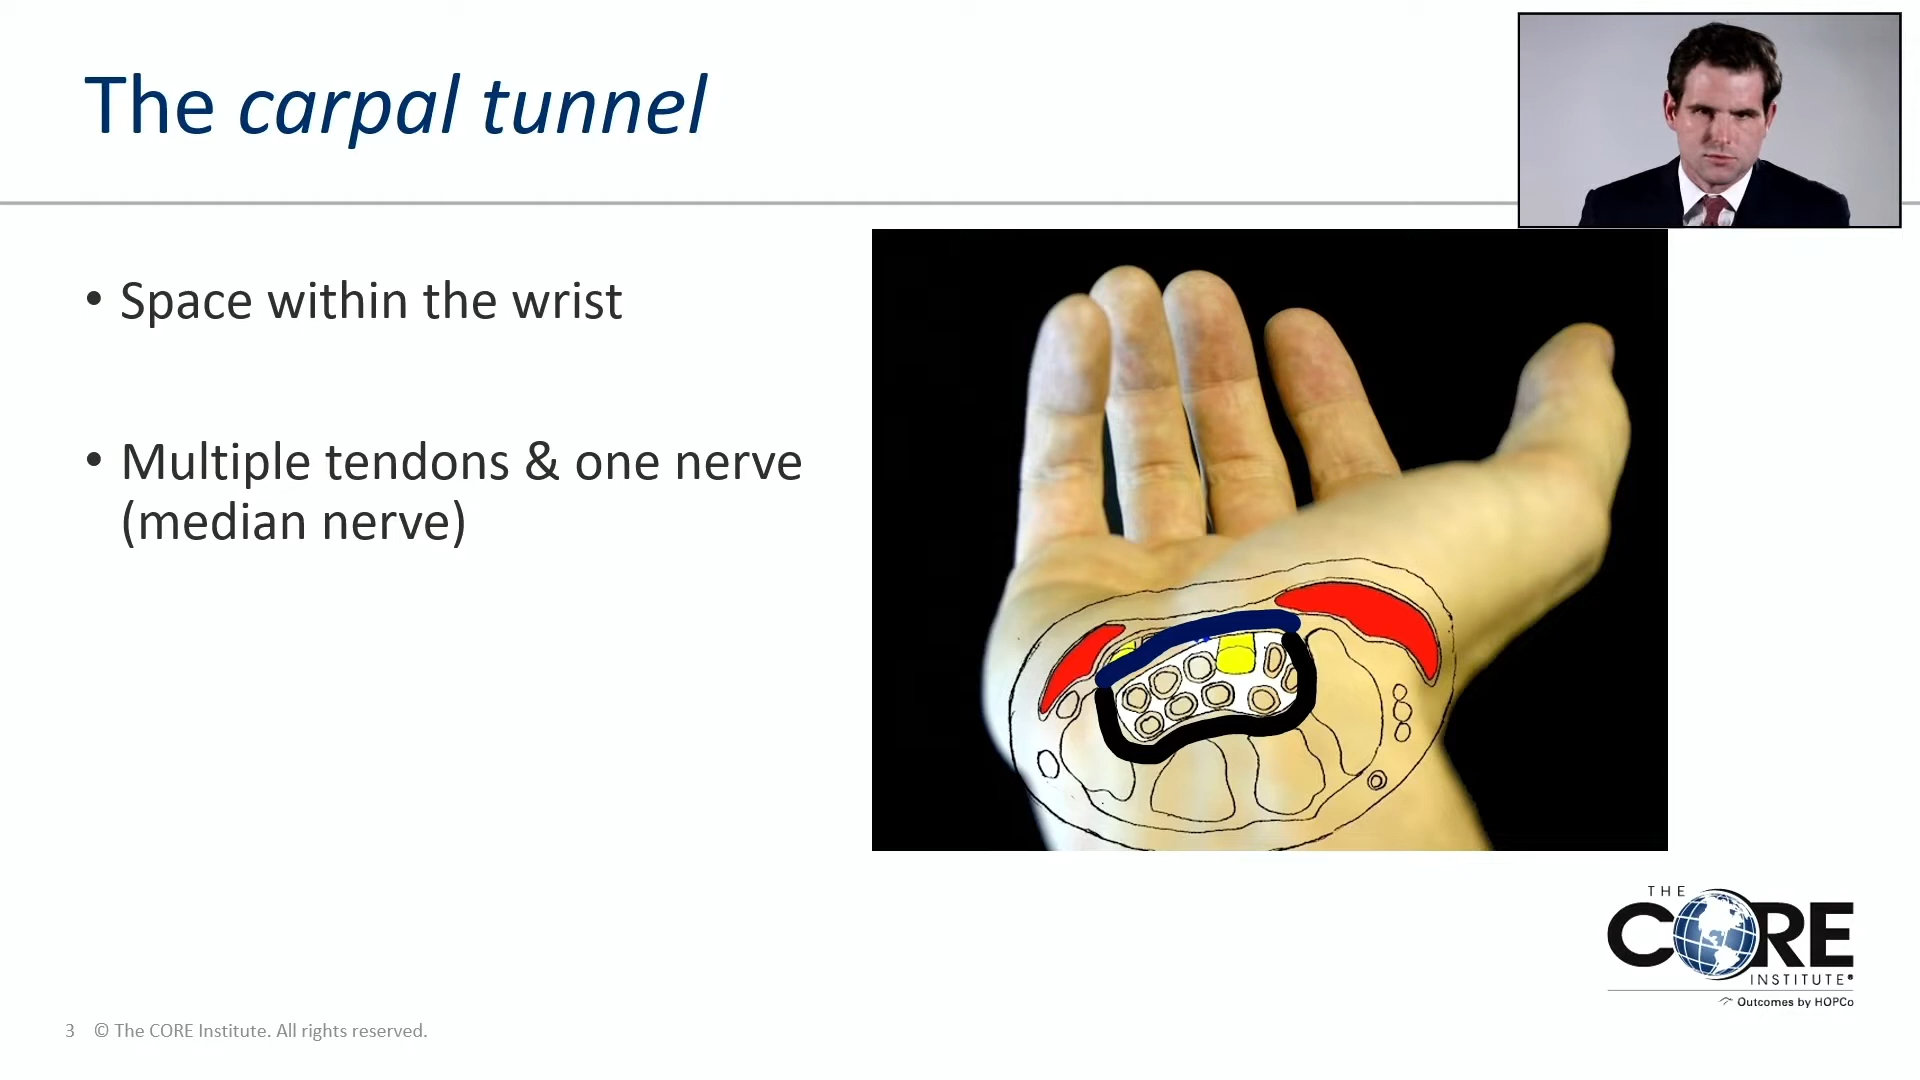 The carpal tunnel
• Space within the wrist
• Multiple tendons & one nerve
(median nerve)
THE
CORE
INSTITUTE®
Outcomes by HOPCo
3 © The CORE Institute. All rights reserved.